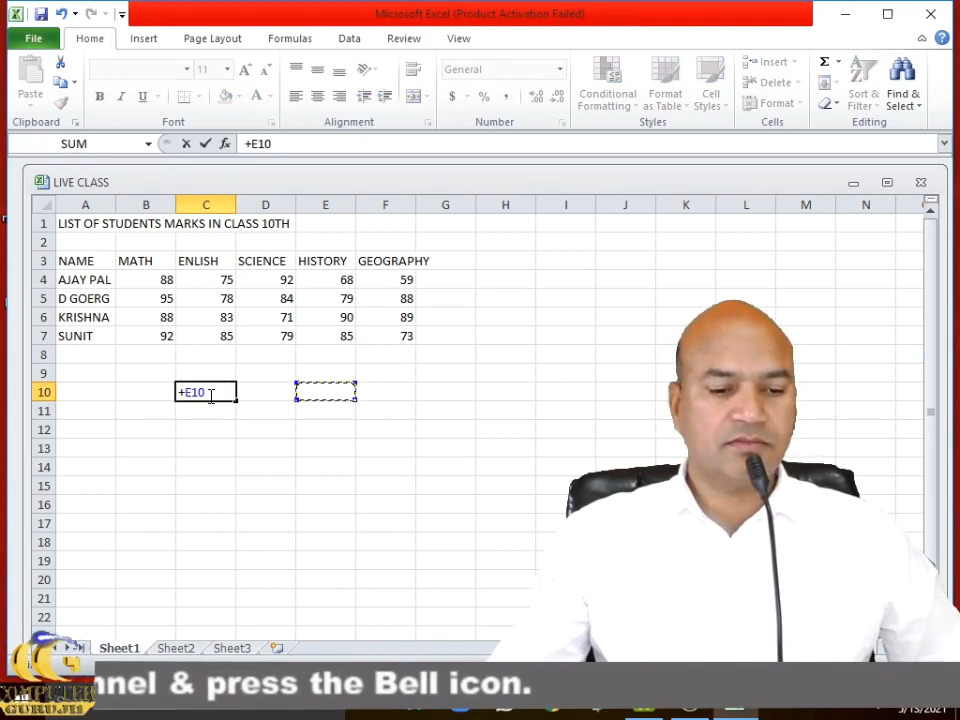 Microsoft Excel (Product Activation Failed)
File Home Insert Page Layout Formulas Data Review View
Paste
11
General
B I U
$ % ,
Conditional Formatting
Format as Table
Cell Styles
Insert
Delete
Format
Σ
Sort & Filter
Find & Select
Clipboard Font Alignment Number Styles Cells Editing
SUM fx +E10
LIVE CLASS
A B C D E F G H I J K L M N
1 LIST OF STUDENTS MARKS IN CLASS 10TH
2
3 NAME MATH ENLISH SCIENCE HISTORY GEOGRAPHY
4 AJAY PAL 88 75 92 68 59
5 D GOERG 95 78 84 79 88
6 KRISHNA 88 83 71 90 89
7 SUNIT 92 85 79 85 73
8
9
10 +E10
11
12
13
14
15
16
17
18
19
20
21
22
Sheet1 Sheet2 Sheet3
nnel & press the Bell icon.
COMPUTER
GURUJII